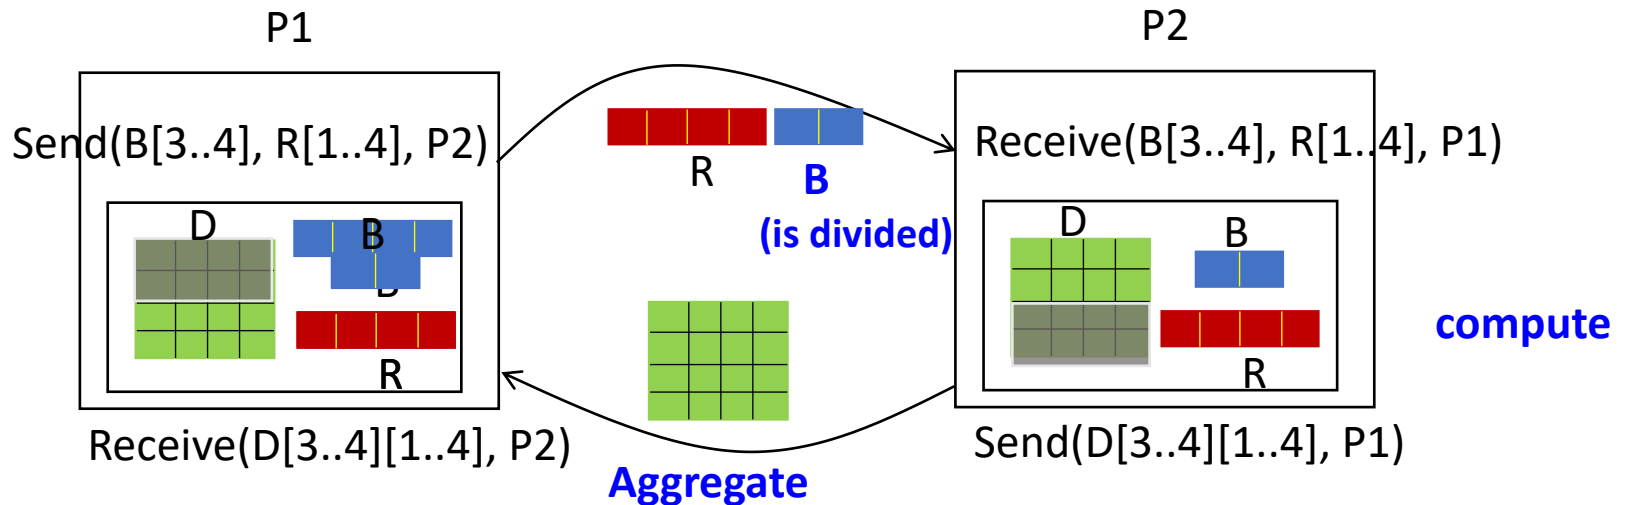 P1
P2
Send(B[3..4], R[1..4], P2)
Receive(B[3..4], R[1..4], P1)
R
B
(is divided)
D
B
B
R
D
B
R
compute
Receive(D[3..4][1..4], P2)
Send(D[3..4][1..4], P1)
Aggregate